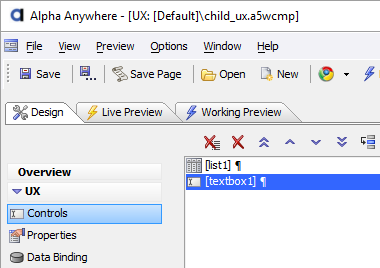 Alpha Anywhere - [UX: [Default]\child_ux.a5wcmp]
File View Preview Options Window Help
Save Save Page Open New
Design Live Preview Working Preview
Overview
UX
Controls
Properties
Data Binding
[list1] ¶
[textbox1] ¶